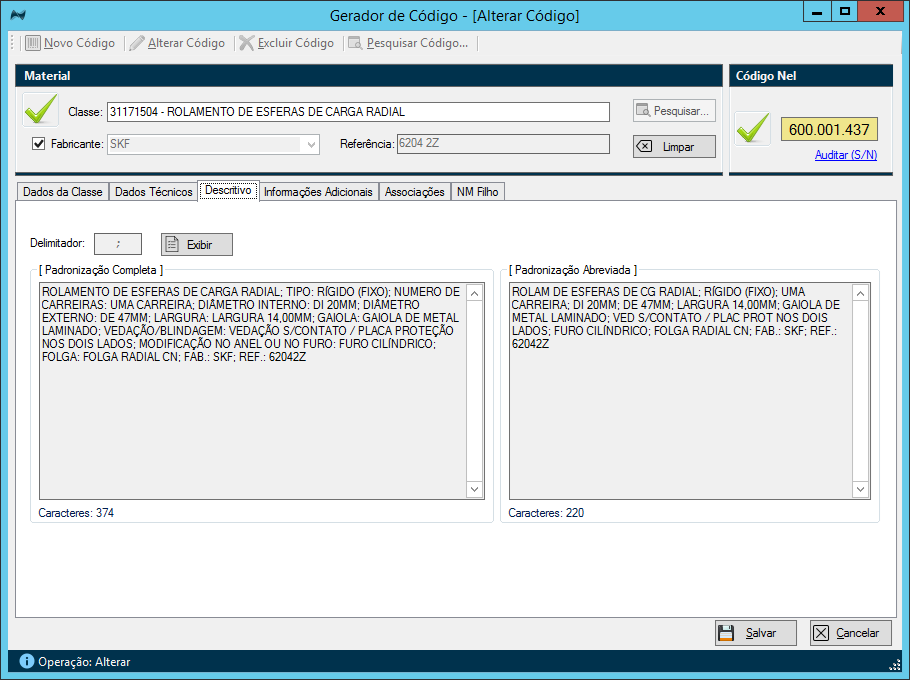 Gerador de Código - [Alterar Código]
Novo Código
Alterar Código
Excluir Código
Pesquisar Código...
Material
Classe: 31171504 - ROLAMENTO DE ESFERAS DE CARGA RADIAL
Pesquisar...
Fabricante: SKF
Referência: 6204 2Z
Limpar
Código Nel
600.001.437
Auditar (S/N)
Dados da Classe
Dados Técnicos
Descritivo
Informações Adicionais
Associações
NM Filho
Delimitador: ;
Exibir
[ Padronização Completa ]
ROLAMENTO DE ESFERAS DE CARGA RADIAL; TIPO: RÍGIDO (FIXO); NUMERO DE
CARREIRAS: UMA CARREIRA; DIÂMETRO INTERNO: DI 20MM; DIÂMETRO
EXTERNO: DE 47MM; LARGURA: LARGURA 14,00MM; GAIOLA: GAIOLA DE METAL
LAMINADO; VEDAÇÃO/BLINDAGEM: VEDAÇÃO S/CONTATO / PLACA PROTEÇÃO
NOS DOIS LADOS; MODIFICAÇÃO NO ANEL OU NO FURO: FURO CILÍNDRICO;
FOLGA: FOLGA RADIAL CN; FAB.: SKF; REF.: 62042Z
Caracteres: 374
[ Padronização Abreviada ]
ROLAM DE ESFERAS DE CG RADIAL; RÍGIDO (FIXO); UMA
CARREIRA; DI 20MM; DE 47MM; LARGURA 14,00MM; GAIOLA DE
METAL LAMINADO; VED S/CONTATO / PLAC PROT NOS DOIS
LADOS; FURO CILÍNDRICO; FOLGA RADIAL CN; FAB.: SKF; REF.:
62042Z
Caracteres: 220
Salvar
Cancelar
Operação: Alterar